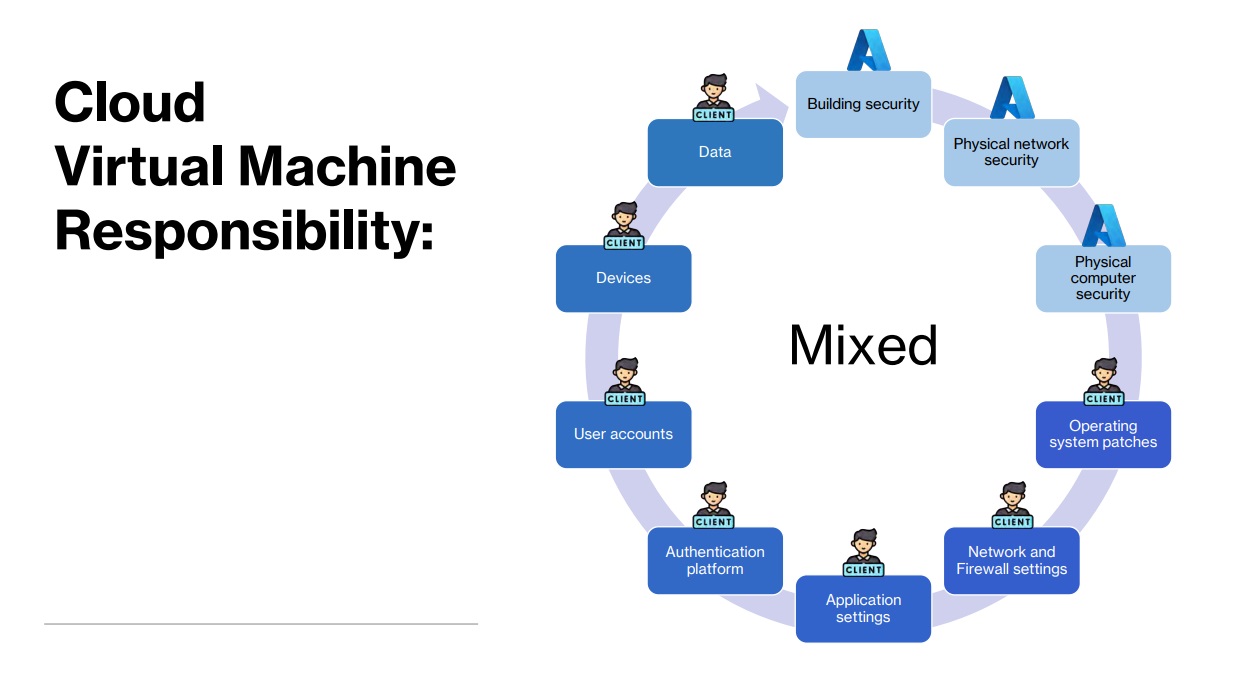 Cloud
Virtual Machine
Responsibility:
Building security
Physical network
security
Physical
computer
security
CLIENT
Operating
system patches
CLIENT
Network and
Firewall settings
CLIENT
Application
settings
CLIENT
Authentication
platform
CLIENT
User accounts
CLIENT
Devices
CLIENT
Data
Mixed